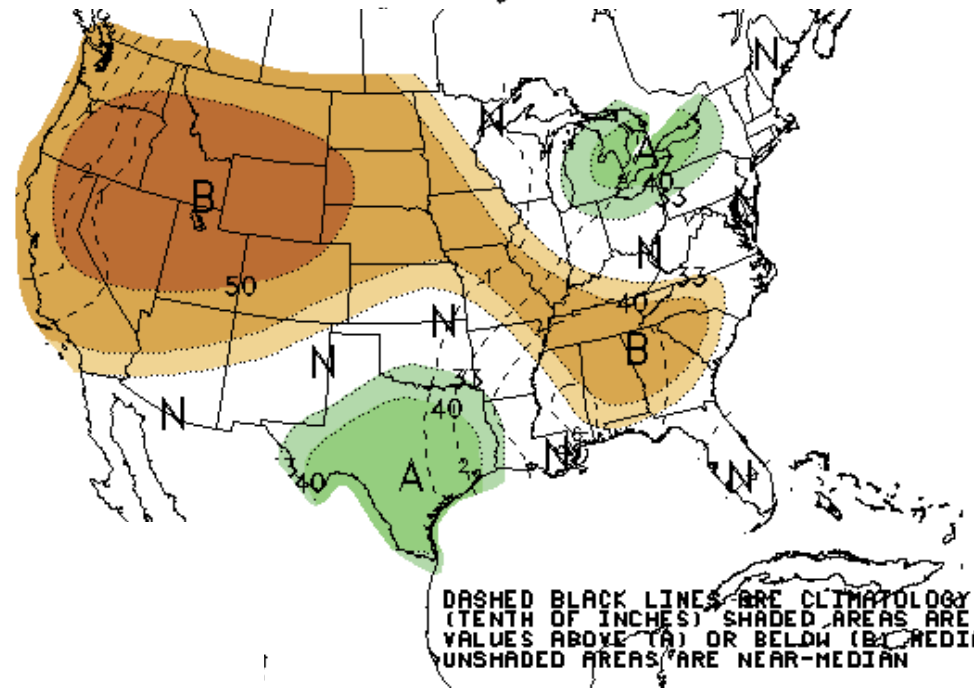 N
N
A
40
33
B
N
N
50
1
33
40
N
B
N
33
40
N
A
2
40
N
N
DASHED BLACK LINES ARE CLIMATOLOGY
(TENTH OF INCHES) SHADED AREAS ARE
VALUES ABOVE (A) OR BELOW (B)
UNSHADED AREAS ARE NEAR-MEDIAN